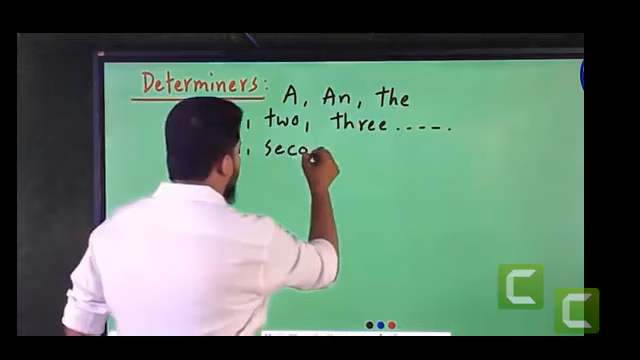 Determiners: A, An, the
, two, three .......
, seco